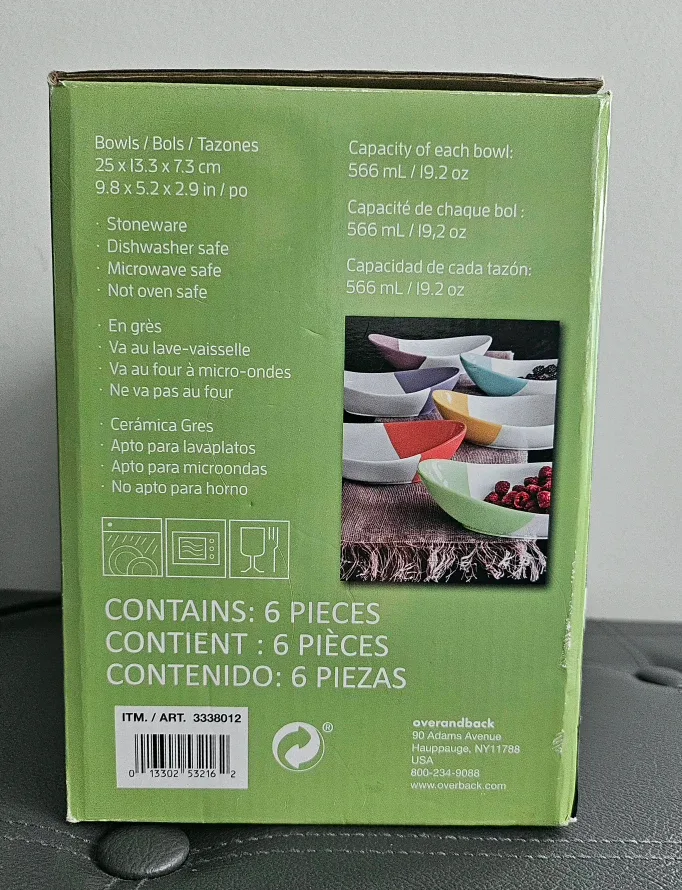 Bowls / Bols / Tazones
25 x 13.3 x 7.3 cm
9.8 x 5.2 x 2.9 in / po
· Stoneware
· Dishwasher safe
· Microwave safe
· Not oven safe
· En grès
· Va au lave-vaisselle
· Va au four à micro-ondes
· Ne va pas au four
· Cerámica Gres
· Apto para lavaplatos
· Apto para microondas
· No apto para horno
Capacity of each bowl:
566 mL / 19.2 oz
Capacité de chaque bol :
566 mL / 19,2 oz
Capacidad de cada tazón:
566 mL / 19.2 oz
CONTAINS: 6 PIECES
CONTIENT : 6 PIÈCES
CONTENIDO: 6 PIEZAS
ITM. / ART. 3338012
0 13302 53216 2
®
overandback
90 Adams Avenue
Hauppauge, NY11788
USA
800-234-9088
www.overback.com